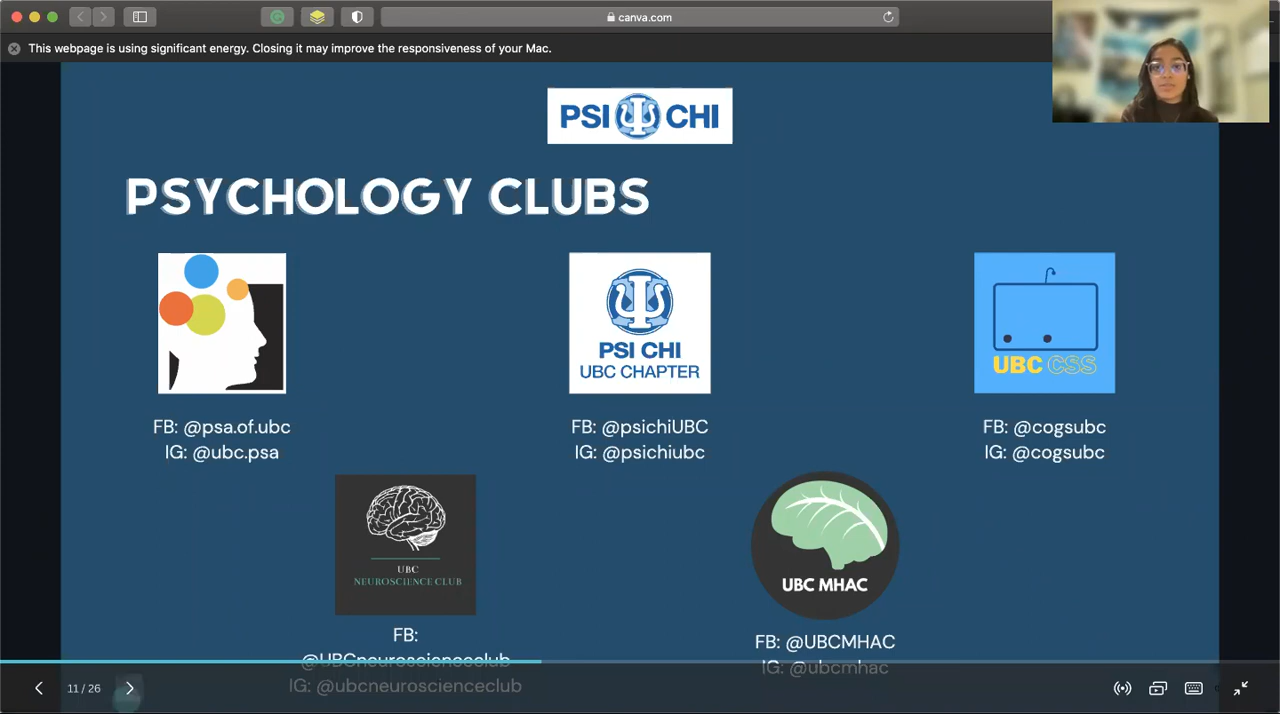 canva.com
This webpage is using significant energy. Closing it may improve the responsiveness of your Mac.
PSI CHI
PSYCHOLOGY CLUBS
PSI CHI
UBC CHAPTER
UBC CSS
FB: @psa.of.ubc
IG: @ubc.psa
FB: @psichiUBC
IG: @psichiubc
FB: @cogsubc
IG: @cogsubc
UBC
NEUROSCIENCE CLUB
UBC MHAC
FB:
@UBCneuroscienceclub
IG: @ubcneuroscienceclub
FB: @UBCMHAC
IG: @ubcmhac
11 / 26